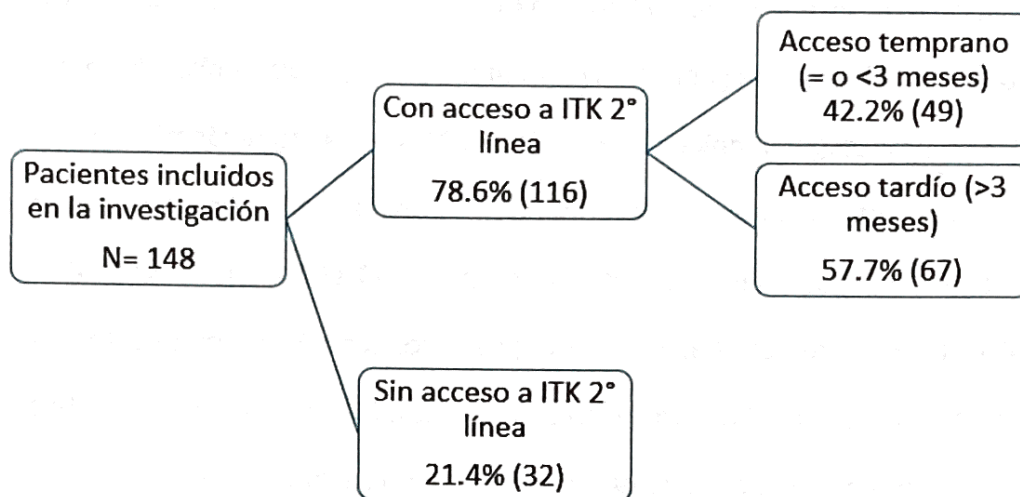 Pacientes incluidos
en la investigación
N= 148
Con acceso a ITK 2°
línea
78.6% (116)
Acceso temprano
(= o <3 meses)
42.2% (49)
Acceso tardío (>3
meses)
57.7% (67)
Sin acceso a ITK 2°
línea
21.4% (32)